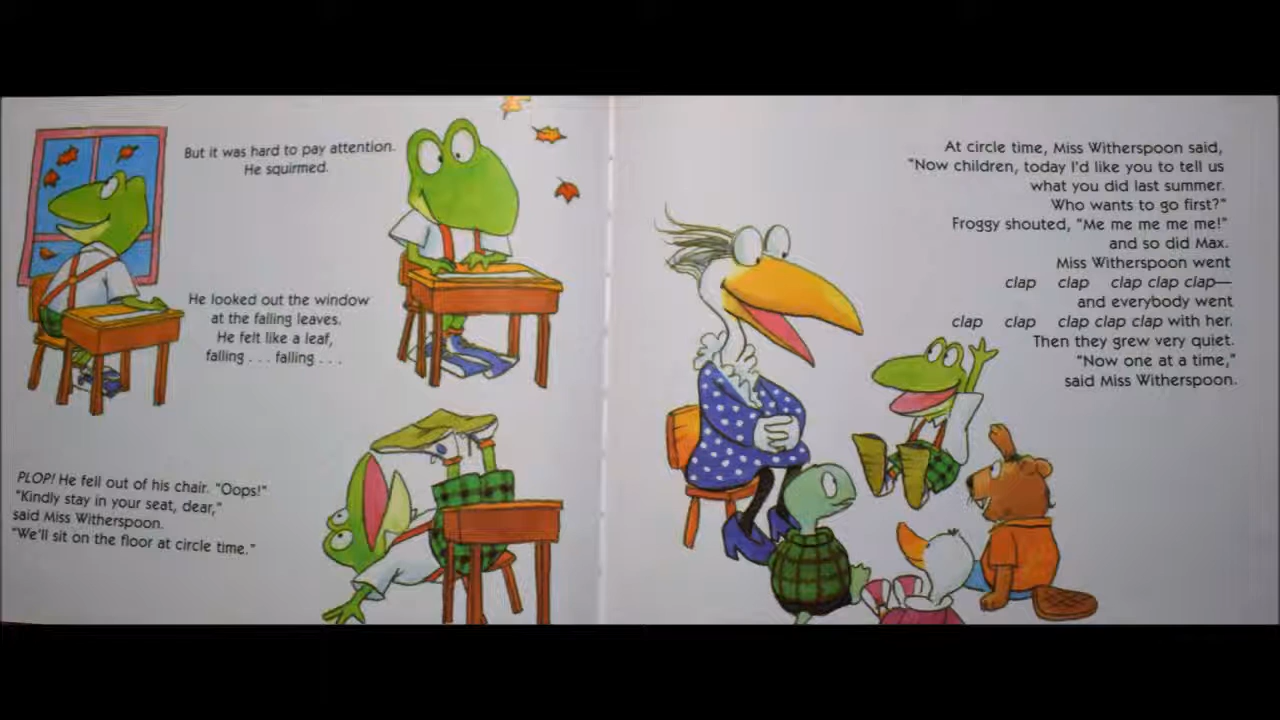 But it was hard to pay attention.
He squirmed.
He looked out the window
at the falling leaves.
He felt like a leaf,
falling . . . falling . . .
PLOP! He fell out of his chair. "Oops!"
"Kindly stay in your seat, dear,"
said Miss Witherspoon.
"We'll sit on the floor at circle time."
At circle time, Miss Witherspoon said,
"Now children, today I'd like you to tell us
what you did last summer.
Who wants to go first?"
Froggy shouted, "Me me me me me!"
and so did Max.
Miss Witherspoon went
clap clap clap clap clap—
and everybody went
clap clap clap clap clap with her.
Then they grew very quiet.
"Now one at a time,"
said Miss Witherspoon.